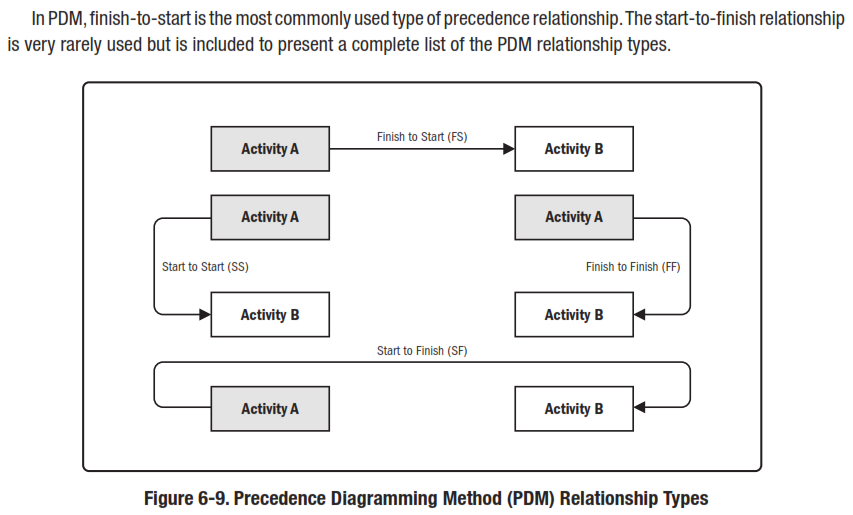 In PDM, finish-to-start is the most commonly used type of precedence relationship. The start-to-finish relationship
is very rarely used but is included to present a complete list of the PDM relationship types.
Activity A
Finish to Start (FS)
Activity B
Activity A
Activity A
Start to Start (SS)
Finish to Finish (FF)
Activity B
Activity B
Start to Finish (SF)
Activity A
Activity B
Figure 6-9. Precedence Diagramming Method (PDM) Relationship Types